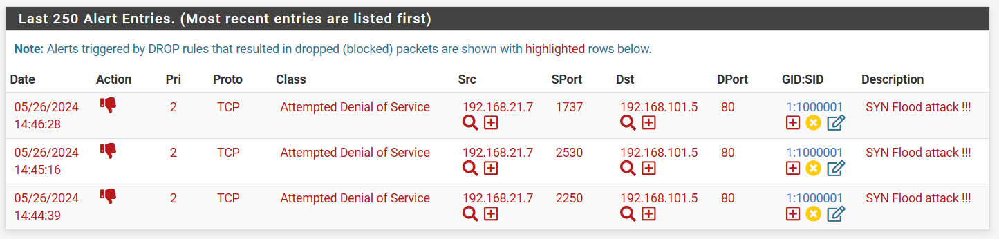 Last 250 Alert Entries. (Most recent entries are listed first)
Note: Alerts triggered by DROP rules that resulted in dropped (blocked) packets are shown with highlighted rows below.
Date Action Pri Proto Class Src SPort Dst DPort GID:SID Description
05/26/2024 2 TCP Attempted Denial of Service 192.168.21.7 1737 192.168.101.5 80 1:1000001 SYN Flood attack !!!
14:46:28
05/26/2024 2 TCP Attempted Denial of Service 192.168.21.7 2530 192.168.101.5 80 1:1000001 SYN Flood attack !!!
14:45:16
05/26/2024 2 TCP Attempted Denial of Service 192.168.21.7 2250 192.168.101.5 80 1:1000001 SYN Flood attack !!!
14:44:39